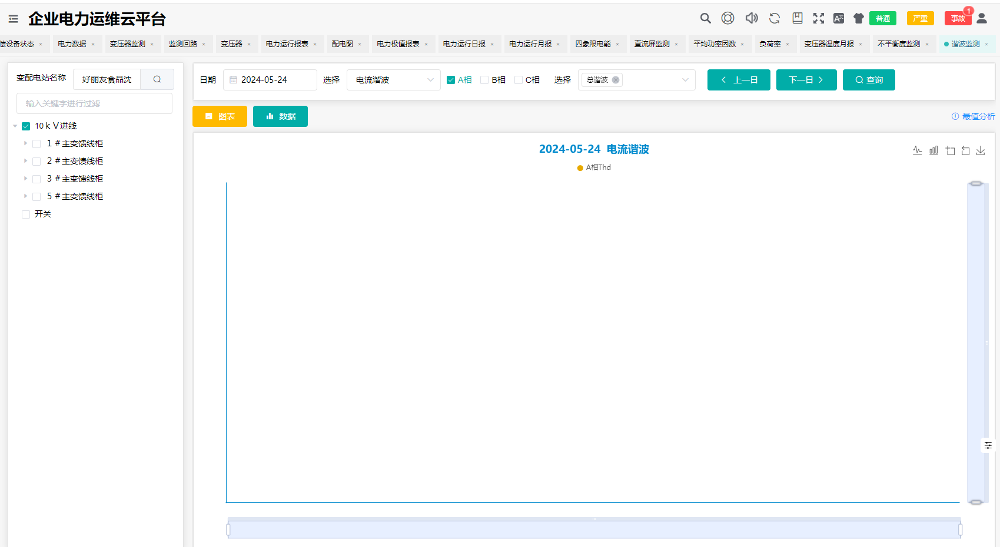 企业电力运维云平台
普通
严重
事故
1
偿设备状态
电力数据
变压器监测
监测回路
变压器
电力运行报表
配电图
电力极值报表
电力运行日报
电力运行月报
四象限电能
直流屏监测
平均功率因数
负荷率
变压器温度月报
不平衡度监测
谐波监测
变配电站名称
好丽友食品沈
输入关键字进行过滤
10ｋＶ进线
1＃主变馈线柜
2＃主变馈线柜
3＃主变馈线柜
5＃主变馈线柜
开关
日期
2024-05-24
选择
电流谐波
A相
B相
C相
选择
总谐波
上一日
下一日
查询
图表
数据
最值分析
2024-05-24 电流谐波
A相Thd